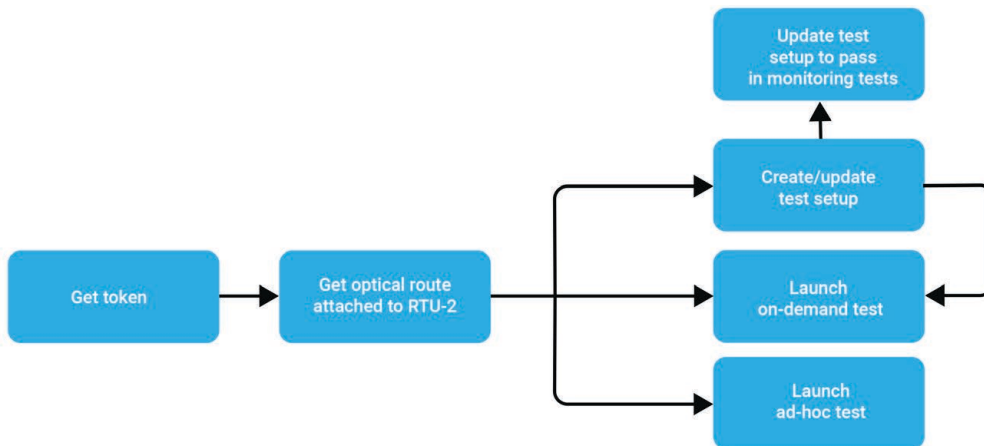 Update test
setup to pass
in monitoring tests
Create/update
test setup
Get token
Get optical route
attached to RTU-2
Launch
on-demand test
Launch
ad-hoc test